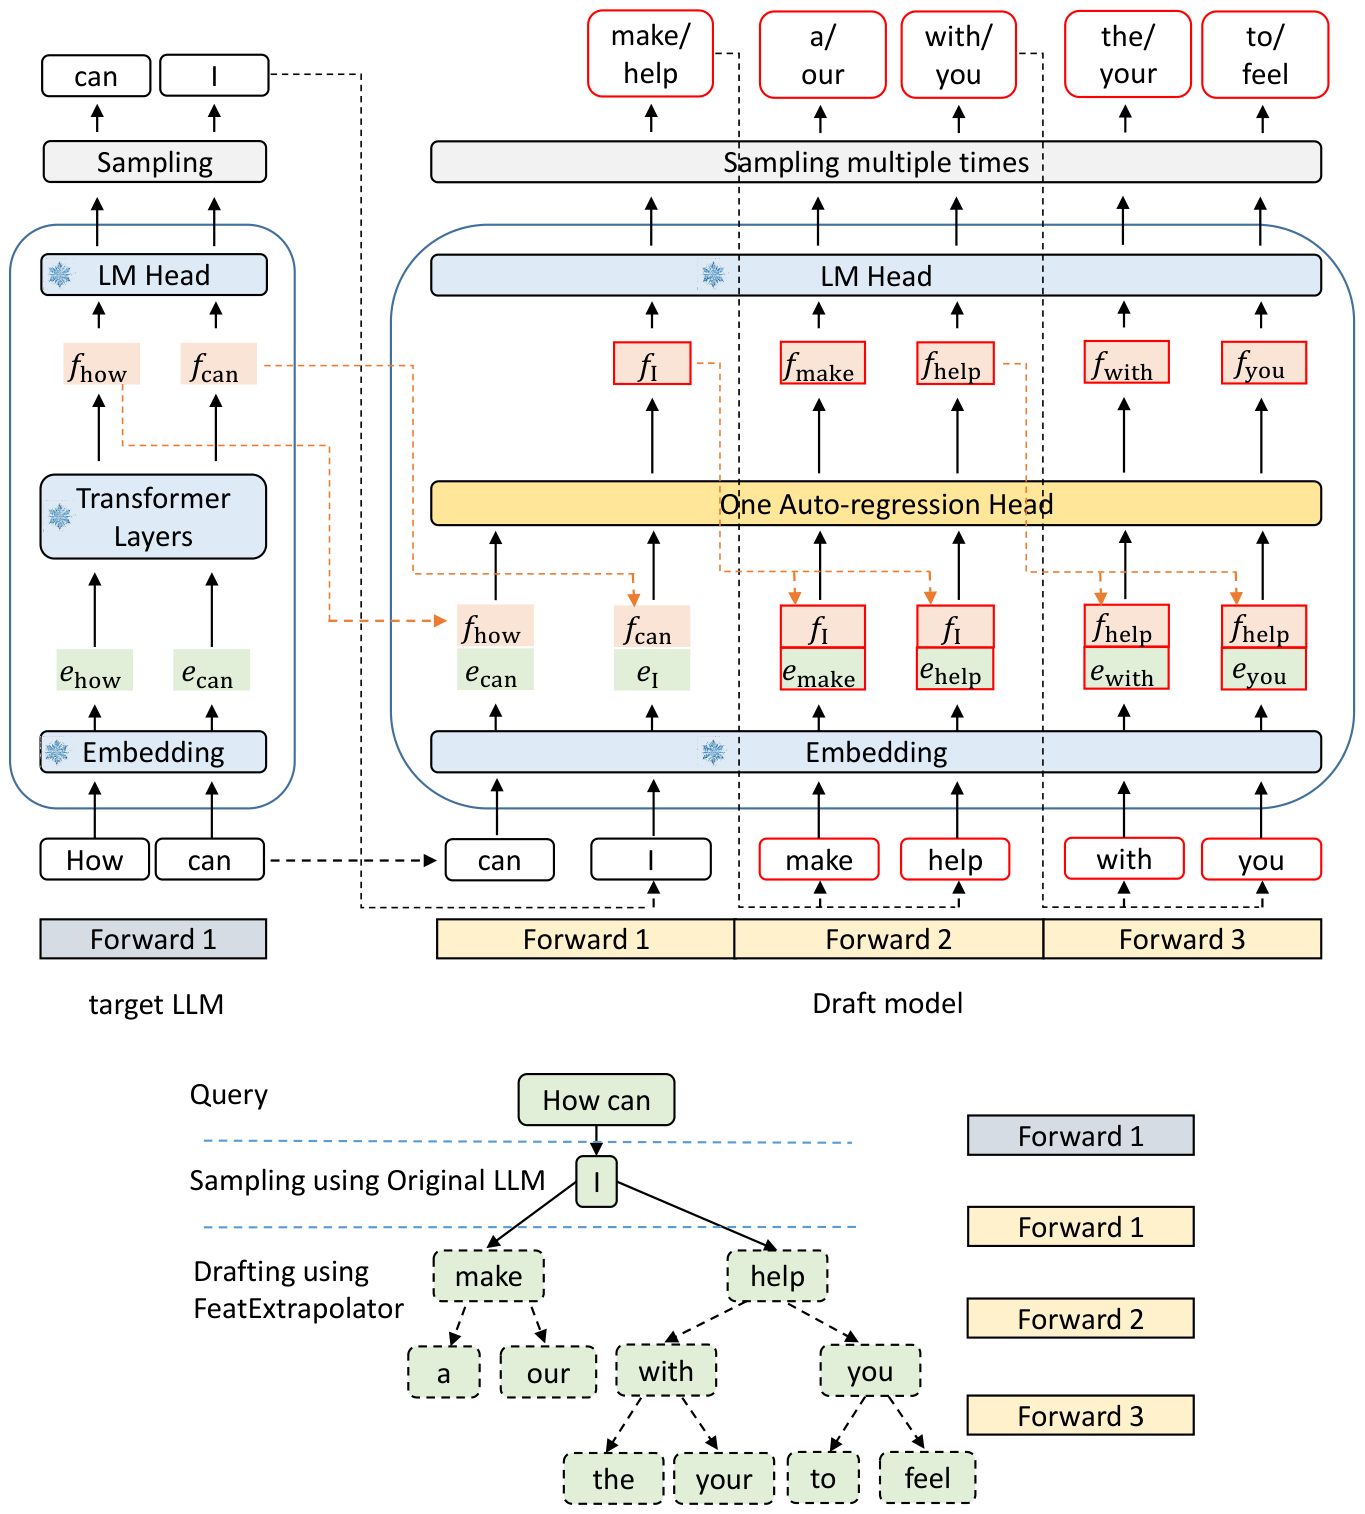 make/
help
a/
our
with/
you
the/
your
to/
feel
can
I
Sampling
Sampling multiple times
LM Head
LM Head
f_how
f_can
f_I
f_make
f_help
f_with
f_you
Transformer
Layers
One Auto-regression Head
f_how
f_can
f_I
f_I
f_help
f_help
e_how
e_can
e_can
e_I
e_make
e_help
e_with
e_you
Embedding
Embedding
How
can
can
I
make
help
with
you
Forward 1
Forward 1
Forward 2
Forward 3
target LLM
Draft model
Query
How can
Forward 1
Sampling using Original LLM
I
Forward 1
Drafting using
FeatExtrapolator
make
help
Forward 2
a
our
with
you
Forward 3
the
your
to
feel